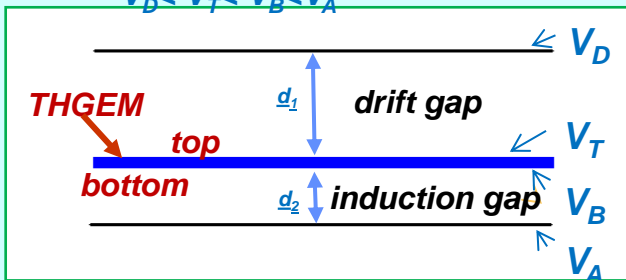 V_D< V_T< V_B<V_A
V_D
d_1
drift gap
THGEM
top
V_T
bottom
d_2
induction gap
V_B
V_A